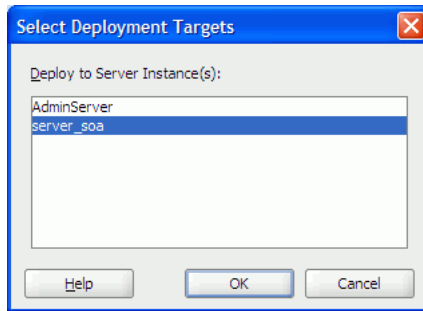 Select Deployment Targets
Deploy to Server Instance(s):
AdminServer
server_soa
Help
OK
Cancel